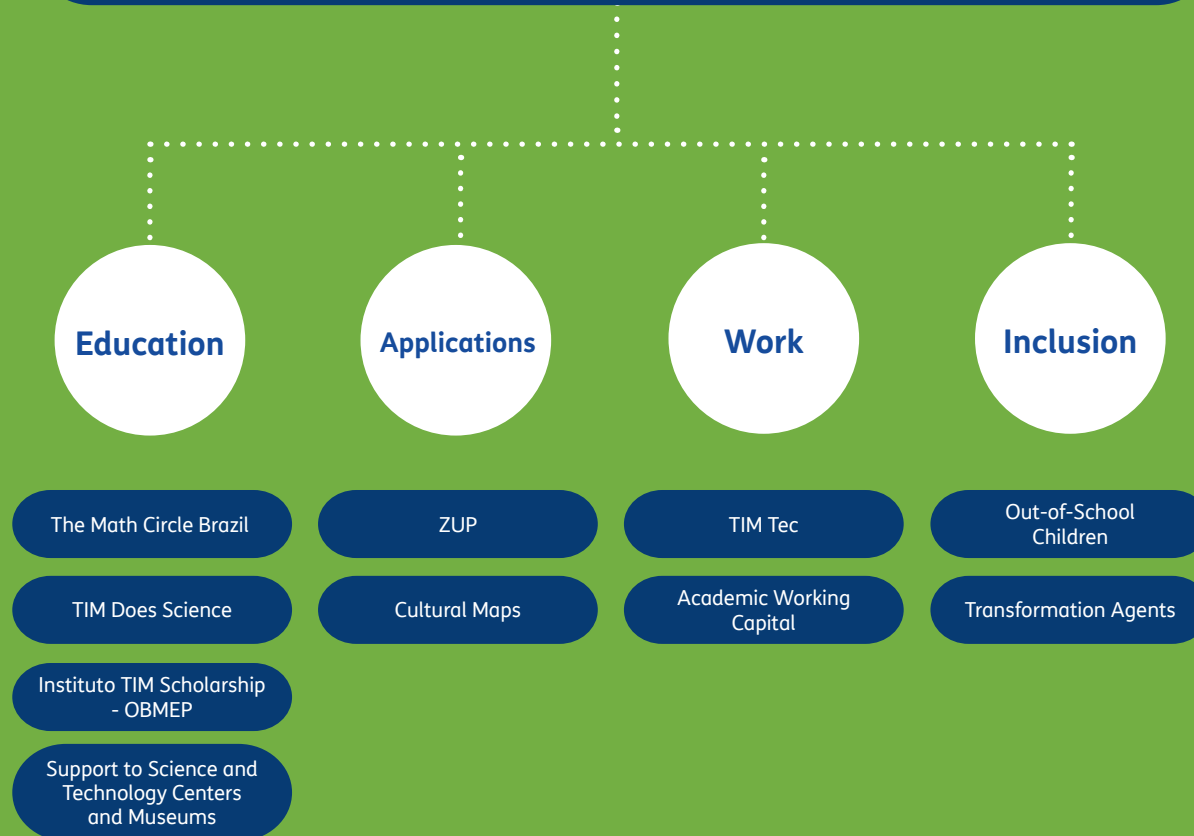 Education
Applications
Work
Inclusion
The Math Circle Brazil
TIM Does Science
Instituto TIM Scholarship
- OBMEP
Support to Science and
Technology Centers
and Museums
ZUP
Cultural Maps
TIM Tec
Academic Working
Capital
Out-of-School
Children
Transformation Agents